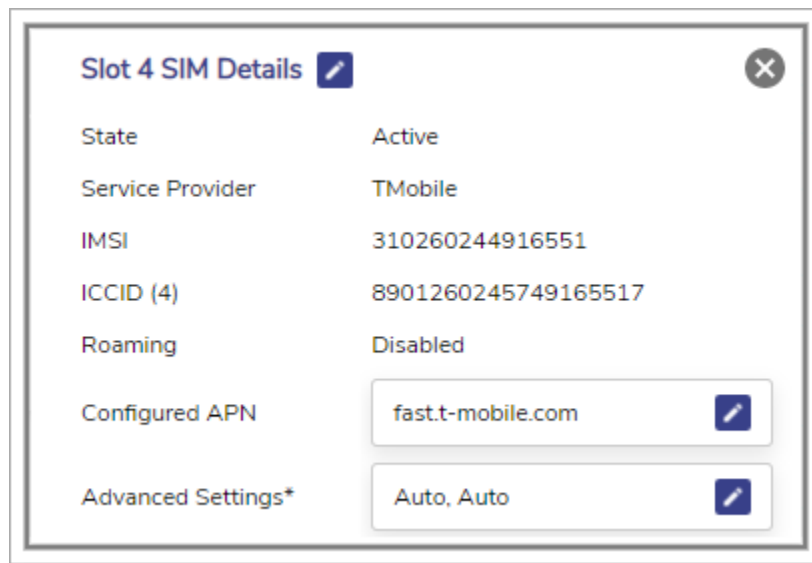 Slot 4 SIM Details
State Active
Service Provider TMobile
IMSI 310260244916551
ICCID (4) 8901260245749165517
Roaming Disabled
Configured APN fast.t-mobile.com
Advanced Settings* Auto, Auto